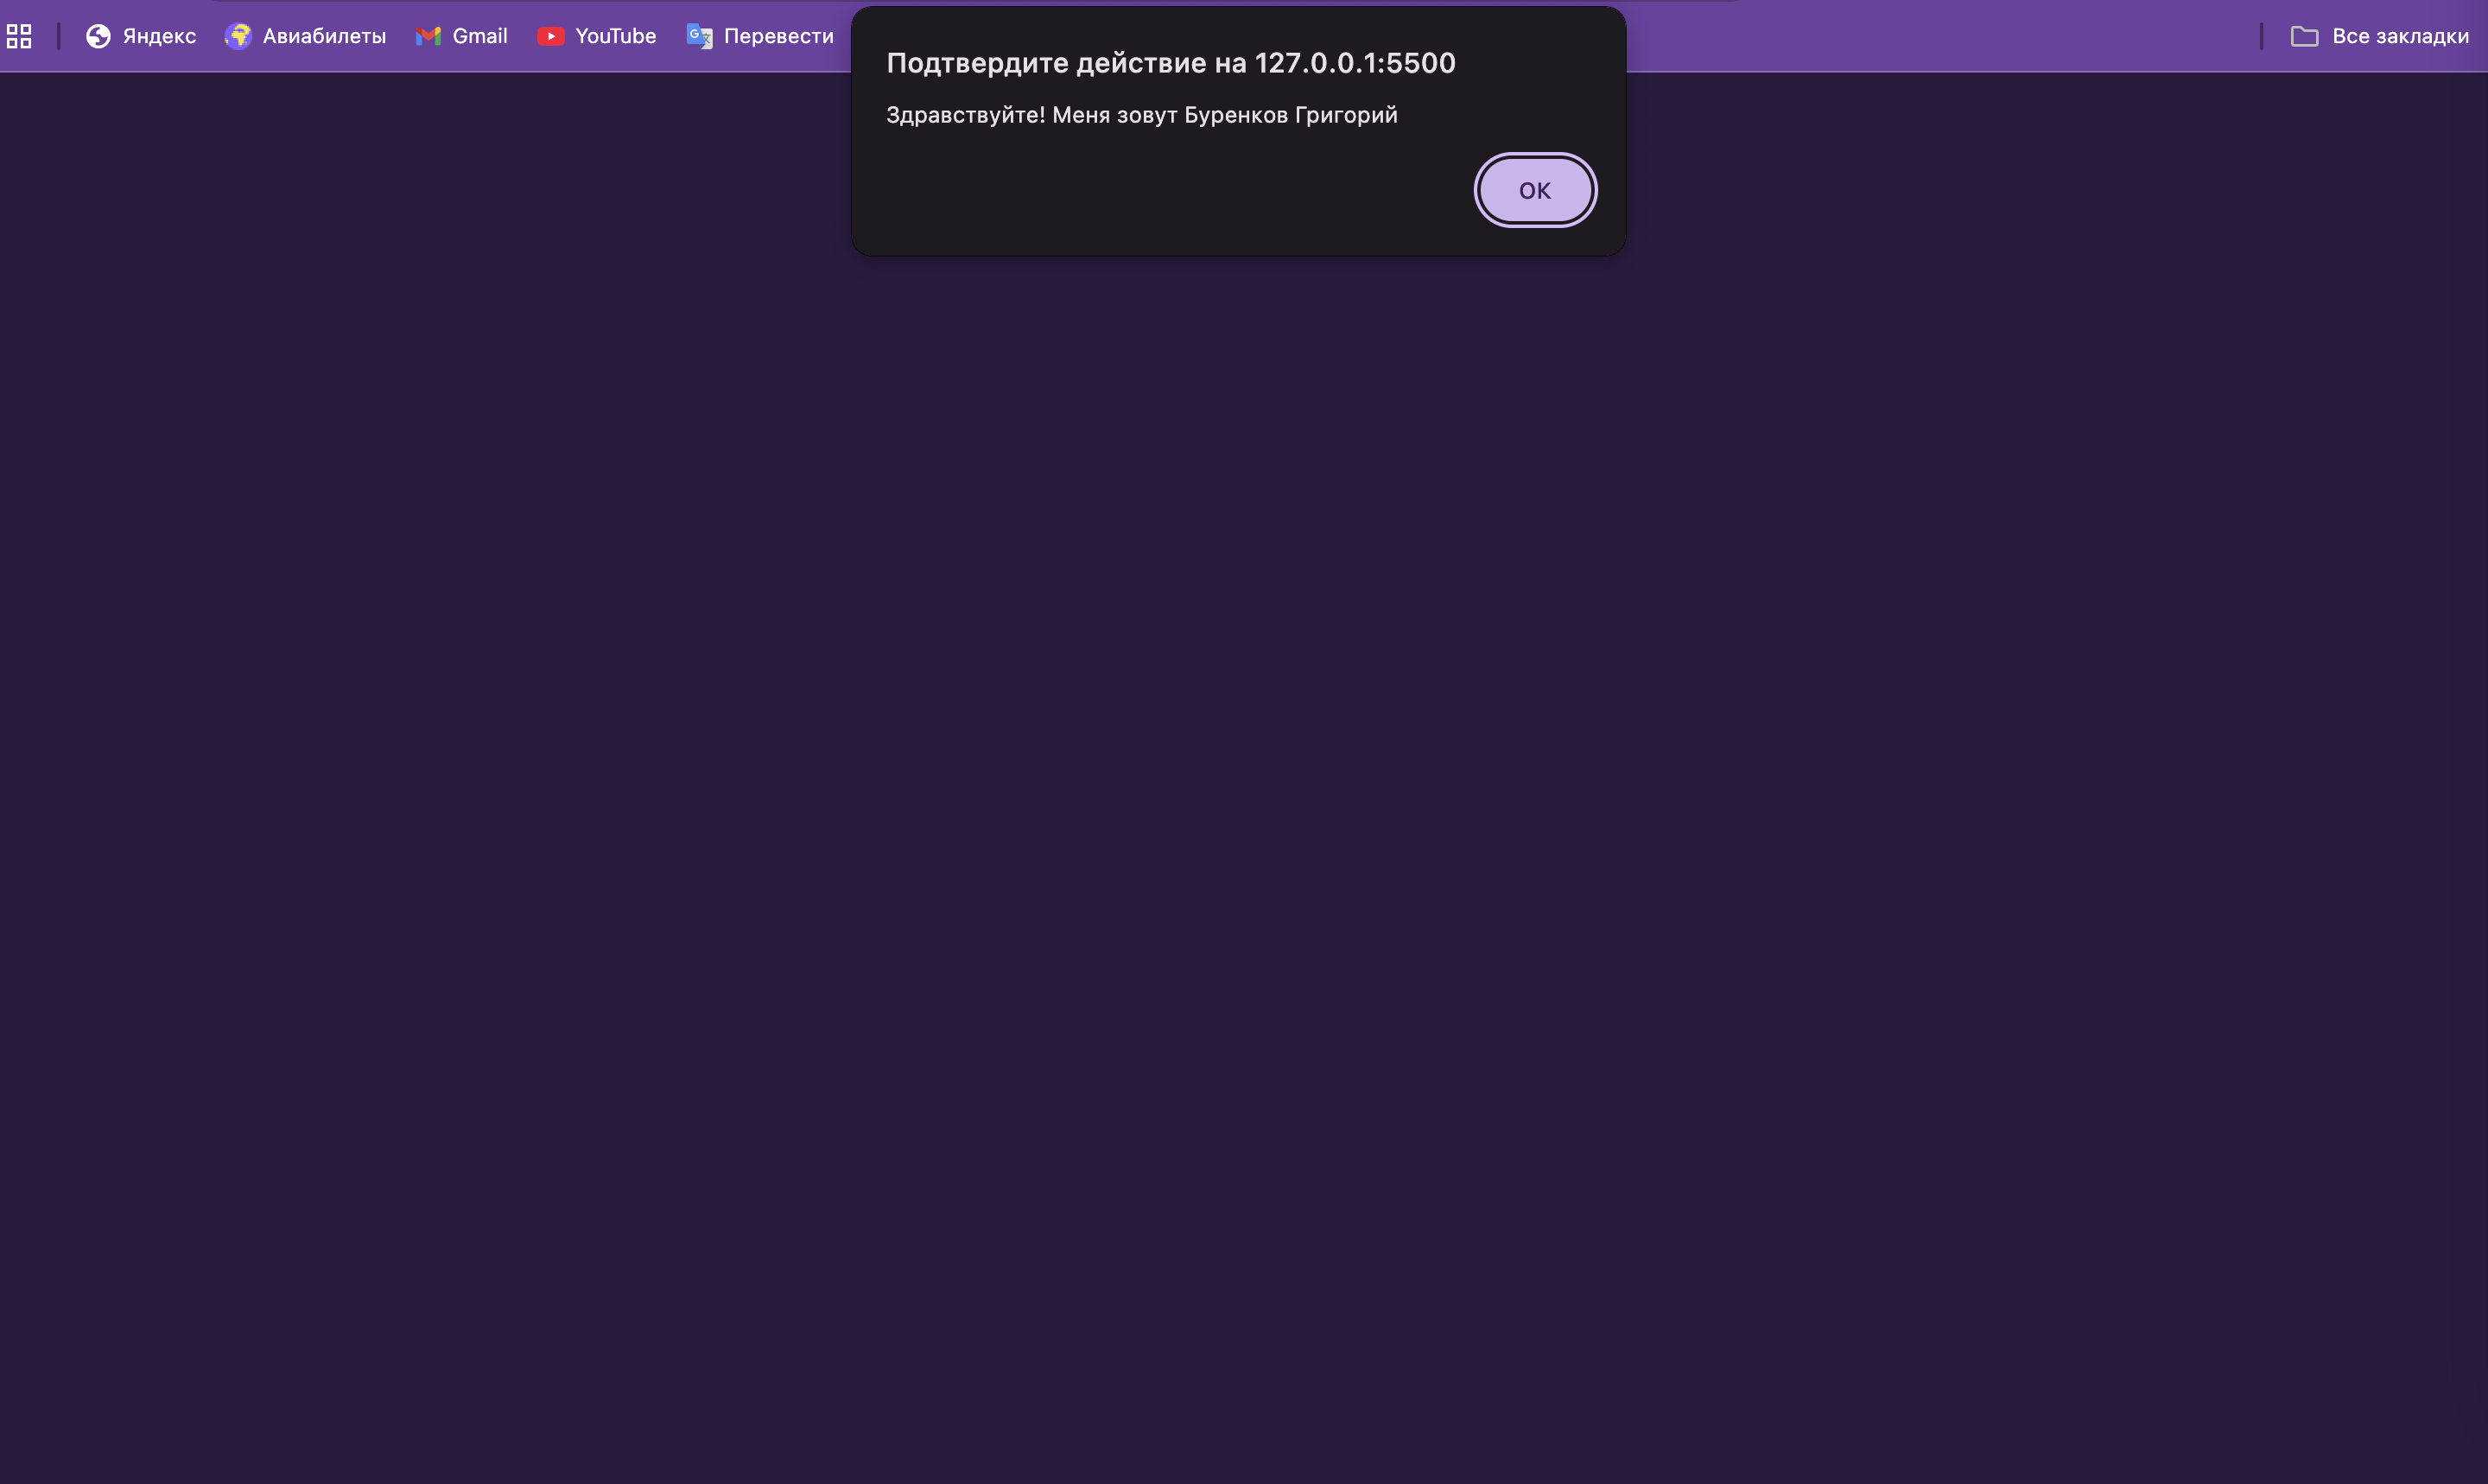 Яндекс
Авиабилеты
Gmail
YouTube
Перевести
Все закладки
Подтвердите действие на 127.0.0.1:5500
Здравствуйте! Меня зовут Буренков Григорий
ОК